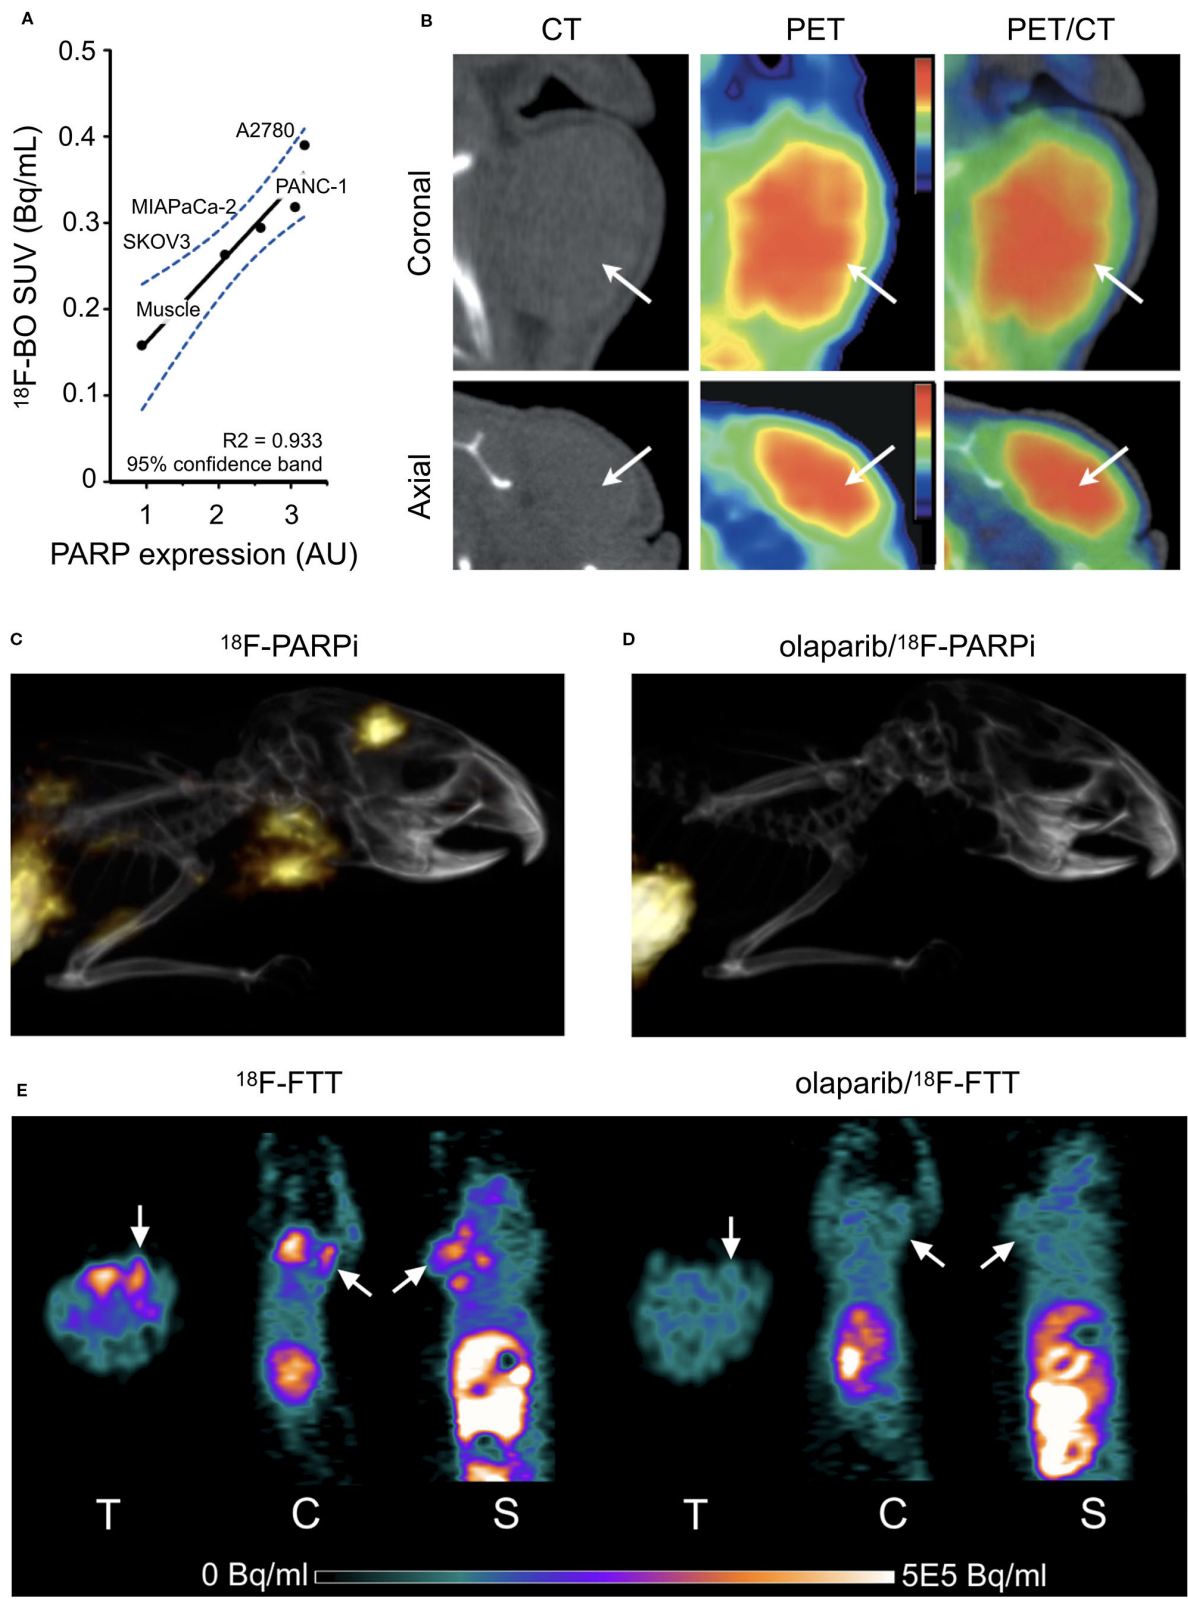 A
0.5
0.4
0.3
0.2
0.1
0
¹⁸F-BO SUV (Bq/mL)
A2780
PANC-1
MIAPaCa-2
SKOV3
Muscle
R2 = 0.933
95% confidence band
1 2 3
PARP expression (AU)
B
CT PET PET/CT
Coronal
Axial
C
¹⁸F-PARPi
D
olaparib/¹⁸F-PARPi
E
¹⁸F-FTT
olaparib/¹⁸F-FTT
T C S T C S
0 Bq/ml 5E5 Bq/ml